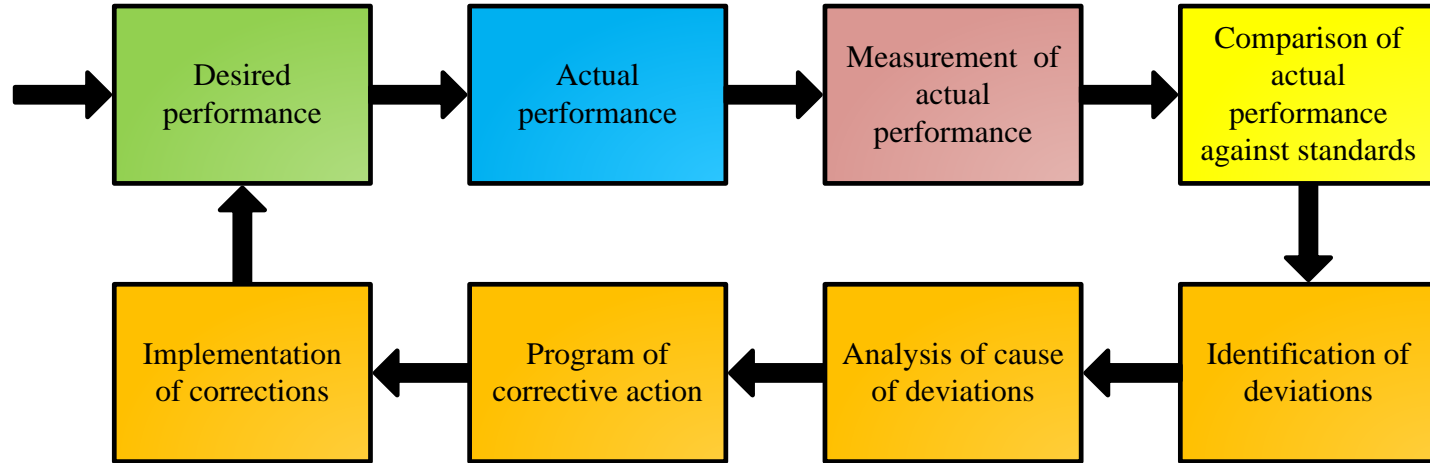 Desired
performance
Actual
performance
Measurement of
actual
performance
Comparison of
actual
performance
against standards
Implementation
of corrections
Program of
corrective action
Analysis of cause
of deviations
Identification of
deviations